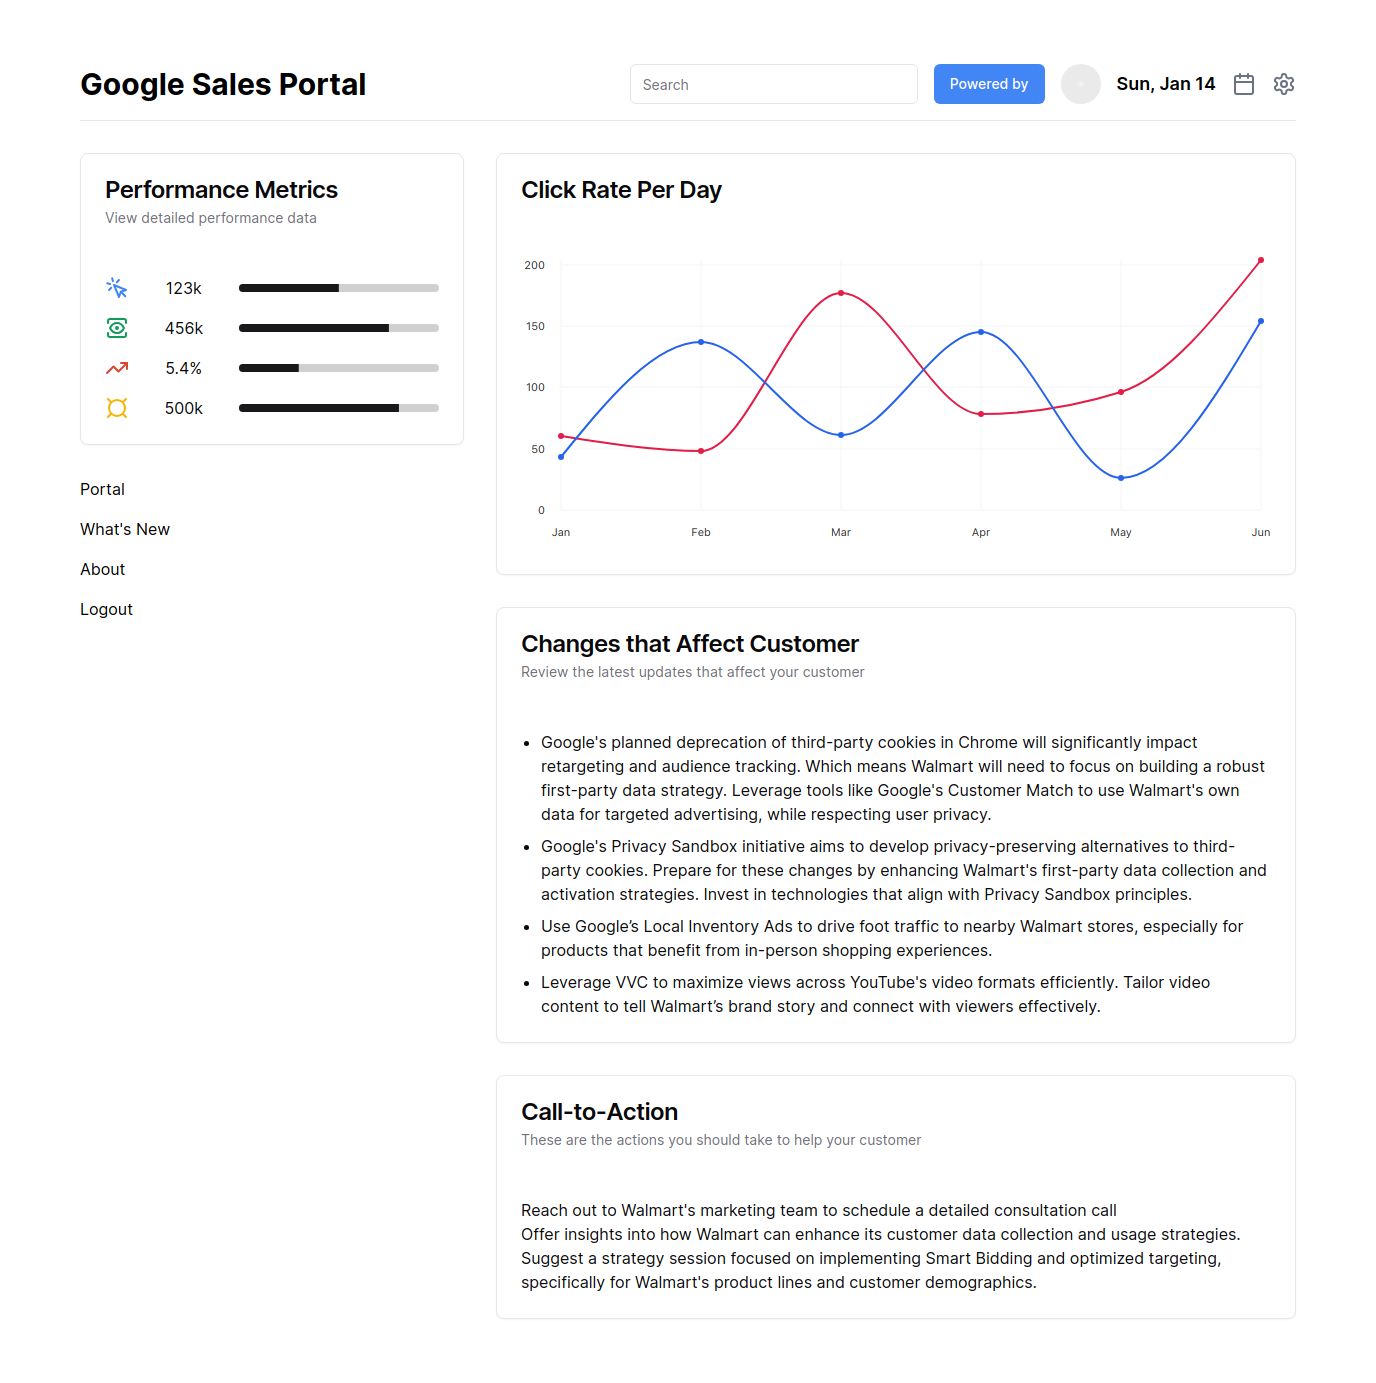 Google Sales Portal
Search
Powered by
Sun, Jan 14
Performance Metrics
View detailed performance data
123k
456k
5.4%
500k
Portal
What's New
About
Logout
Click Rate Per Day
200
150
100
50
0
Jan Feb Mar Apr May Jun
Changes that Affect Customer
Review the latest updates that affect your customer
• Google's planned deprecation of third-party cookies in Chrome will significantly impact
retargeting and audience tracking. Which means Walmart will need to focus on building a robust
first-party data strategy. Leverage tools like Google's Customer Match to use Walmart's own
data for targeted advertising, while respecting user privacy.
• Google's Privacy Sandbox initiative aims to develop privacy-preserving alternatives to third-
party cookies. Prepare for these changes by enhancing Walmart's first-party data collection and
activation strategies. Invest in technologies that align with Privacy Sandbox principles.
• Use Google’s Local Inventory Ads to drive foot traffic to nearby Walmart stores, especially for
products that benefit from in-person shopping experiences.
• Leverage VVC to maximize views across YouTube's video formats efficiently. Tailor video
content to tell Walmart’s brand story and connect with viewers effectively.
Call-to-Action
These are the actions you should take to help your customer
Reach out to Walmart's marketing team to schedule a detailed consultation call
Offer insights into how Walmart can enhance its customer data collection and usage strategies.
Suggest a strategy session focused on implementing Smart Bidding and optimized targeting,
specifically for Walmart's product lines and customer demographics.